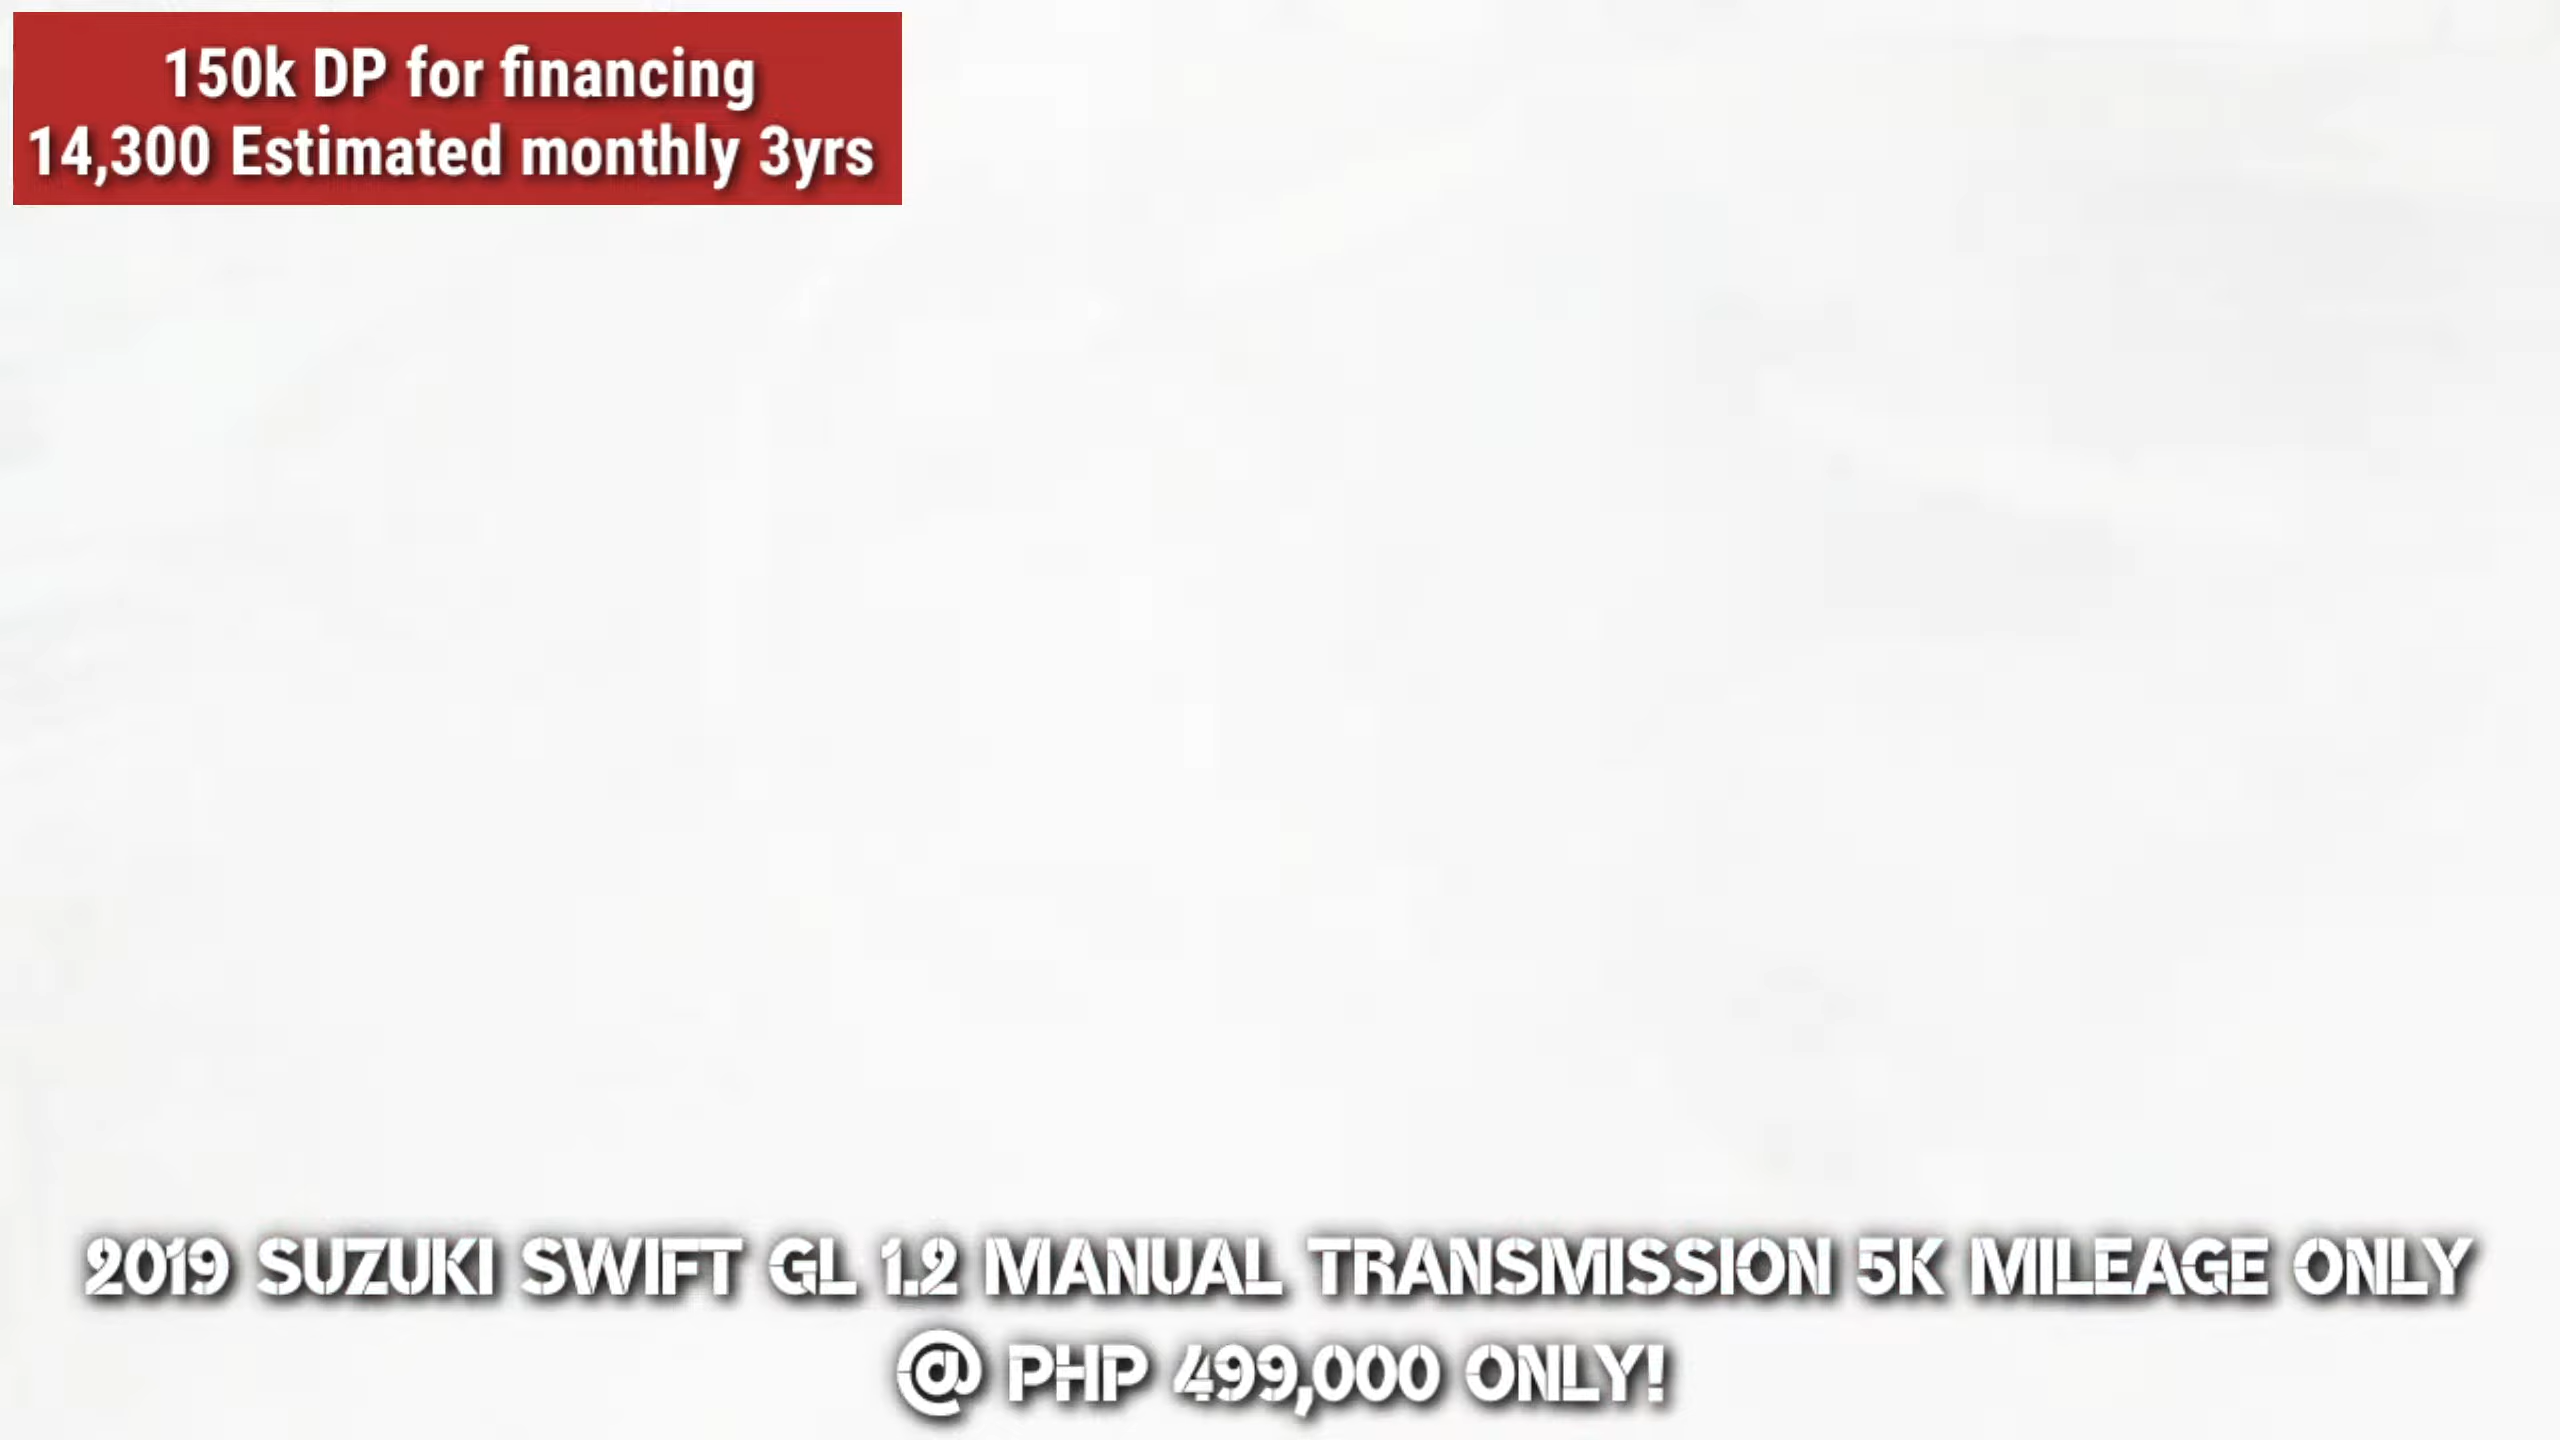 150k DP for financing
14,300 Estimated monthly 3yrs
2019 SUZUKI SWIFT GL 1.2 MANUAL TRANSMISSION 5K MILEAGE ONLY
@ PHP 499,000 ONLY!